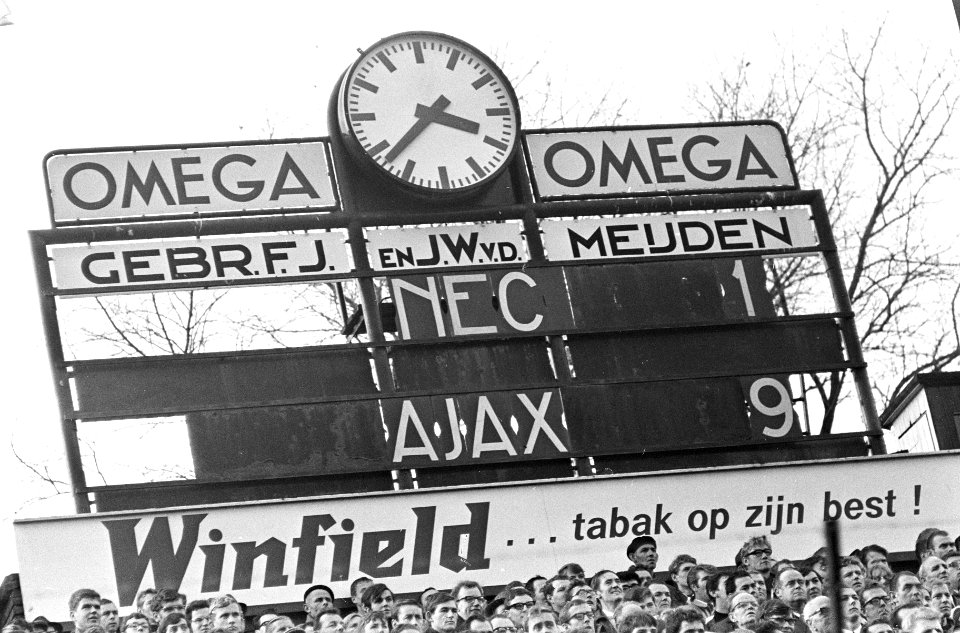 OMEGA OMEGA
GEBR.F.J. EN J.W.V.D. MEIJDEN
NEC 1
AJAX 9
Winfield ... tabak op zijn best !